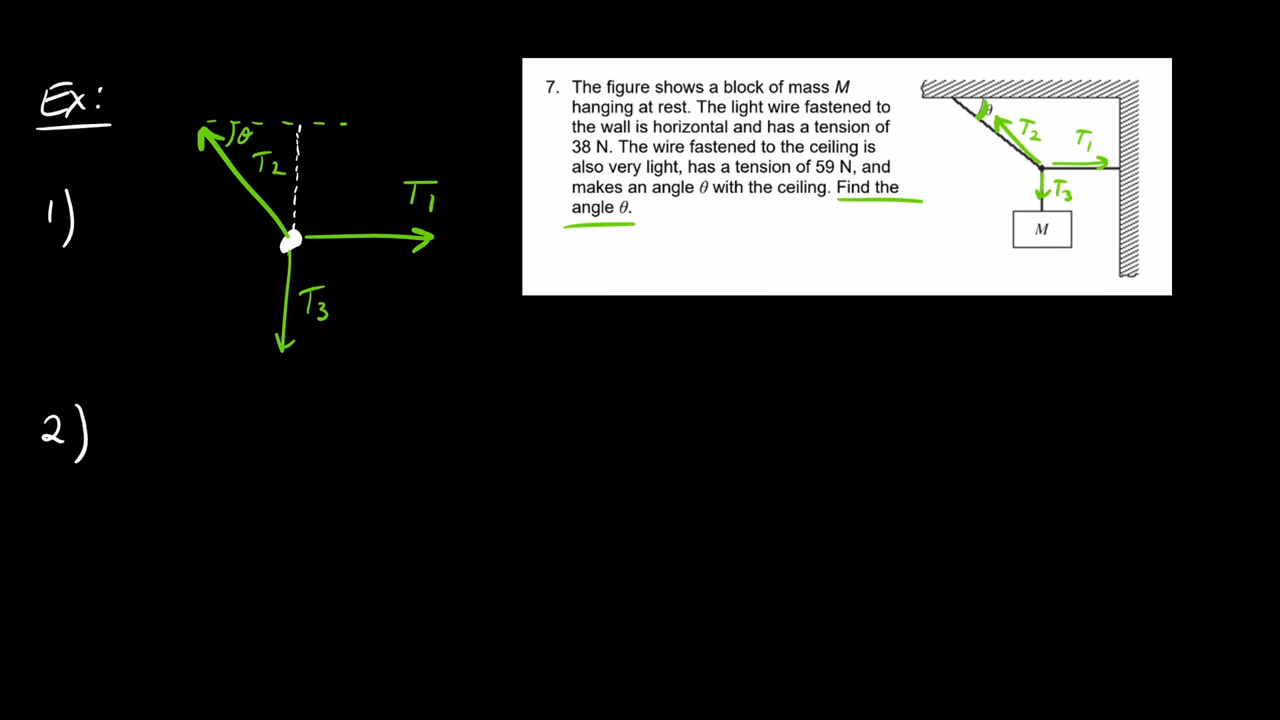 Ex:
1)
θ
T2
T1
T3
2)
7. The figure shows a block of mass M
hanging at rest. The light wire fastened to
the wall is horizontal and has a tension of
38 N. The wire fastened to the ceiling is
also very light, has a tension of 59 N, and
makes an angle θ with the ceiling. Find the
angle θ.
θ
T2
T1
T3
M